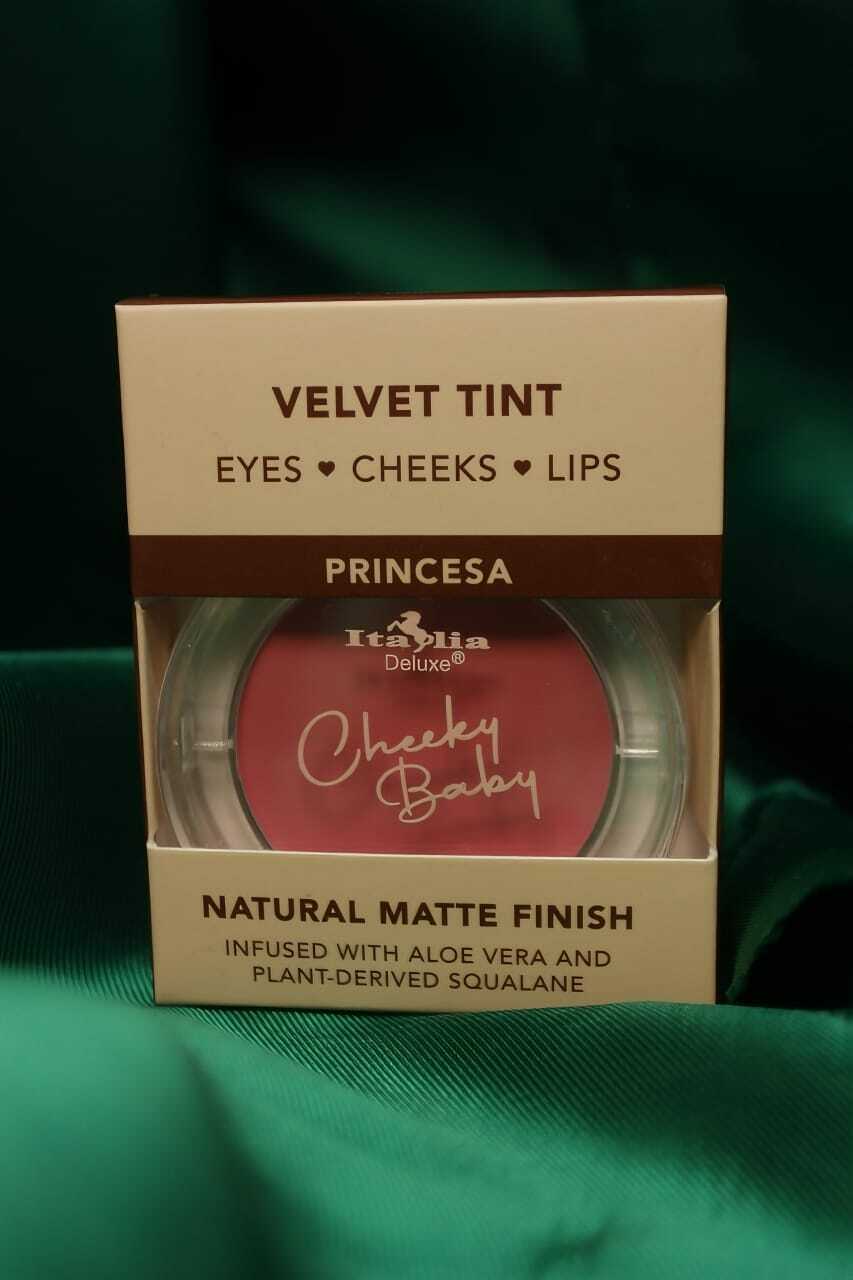 VELVET TINT
EYES ♥ CHEEKS ♥ LIPS
PRINCESA
Italia
Deluxe®
Cheeky
Baby
NATURAL MATTE FINISH
INFUSED WITH ALOE VERA AND
PLANT-DERIVED SQUALANE